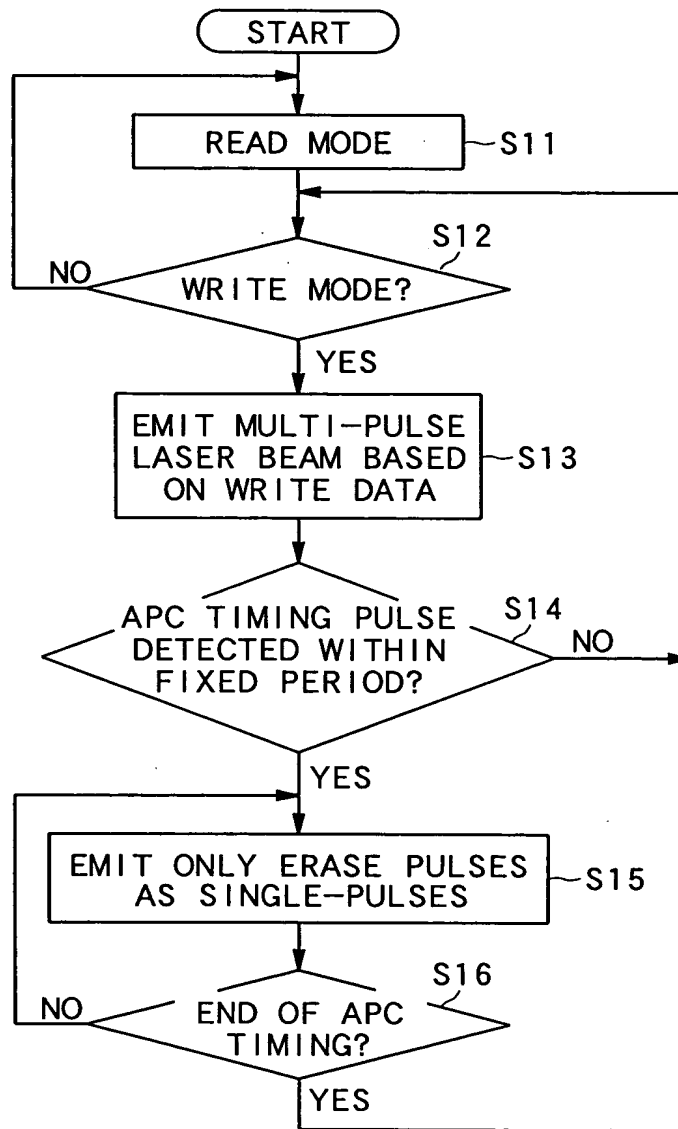 START
READ MODE
S11
S12
NO
WRITE MODE?
YES
EMIT MULTI-PULSE
LASER BEAM BASED
ON WRITE DATA
S13
APC TIMING PULSE
DETECTED WITHIN
FIXED PERIOD?
S14
NO
YES
EMIT ONLY ERASE PULSES
AS SINGLE-PULSES
S15
S16
NO
END OF APC
TIMING?
YES